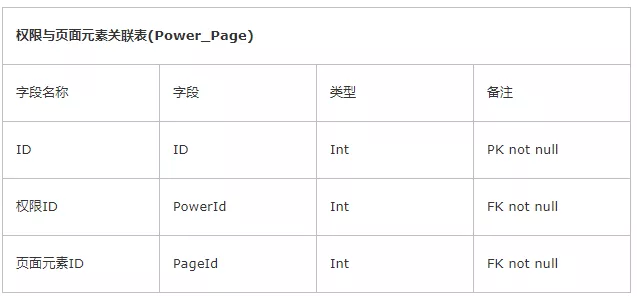 权限与页面元素关联表(Power_Page)
字段名称 字段 类型 备注
ID ID Int PK not null
权限ID PowerId Int FK not null
页面元素ID PageId Int FK not null